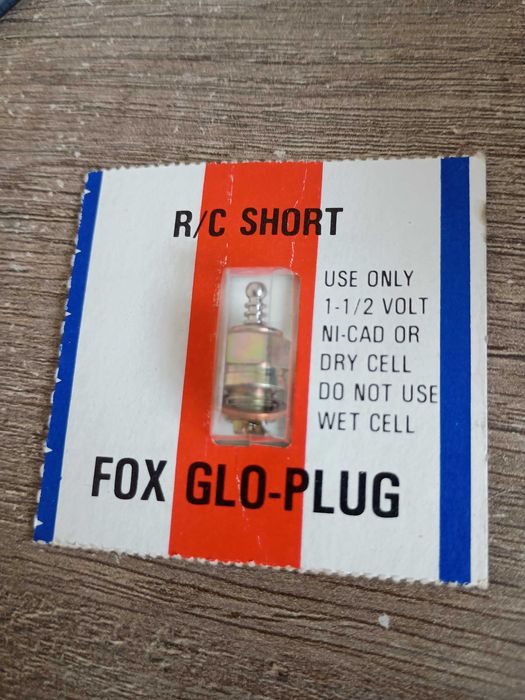 R/C SHORT
USE ONLY
1-1/2 VOLT
NI-CAD OR
DRY CELL
DO NOT USE
WET CELL
FOX GLO-PLUG